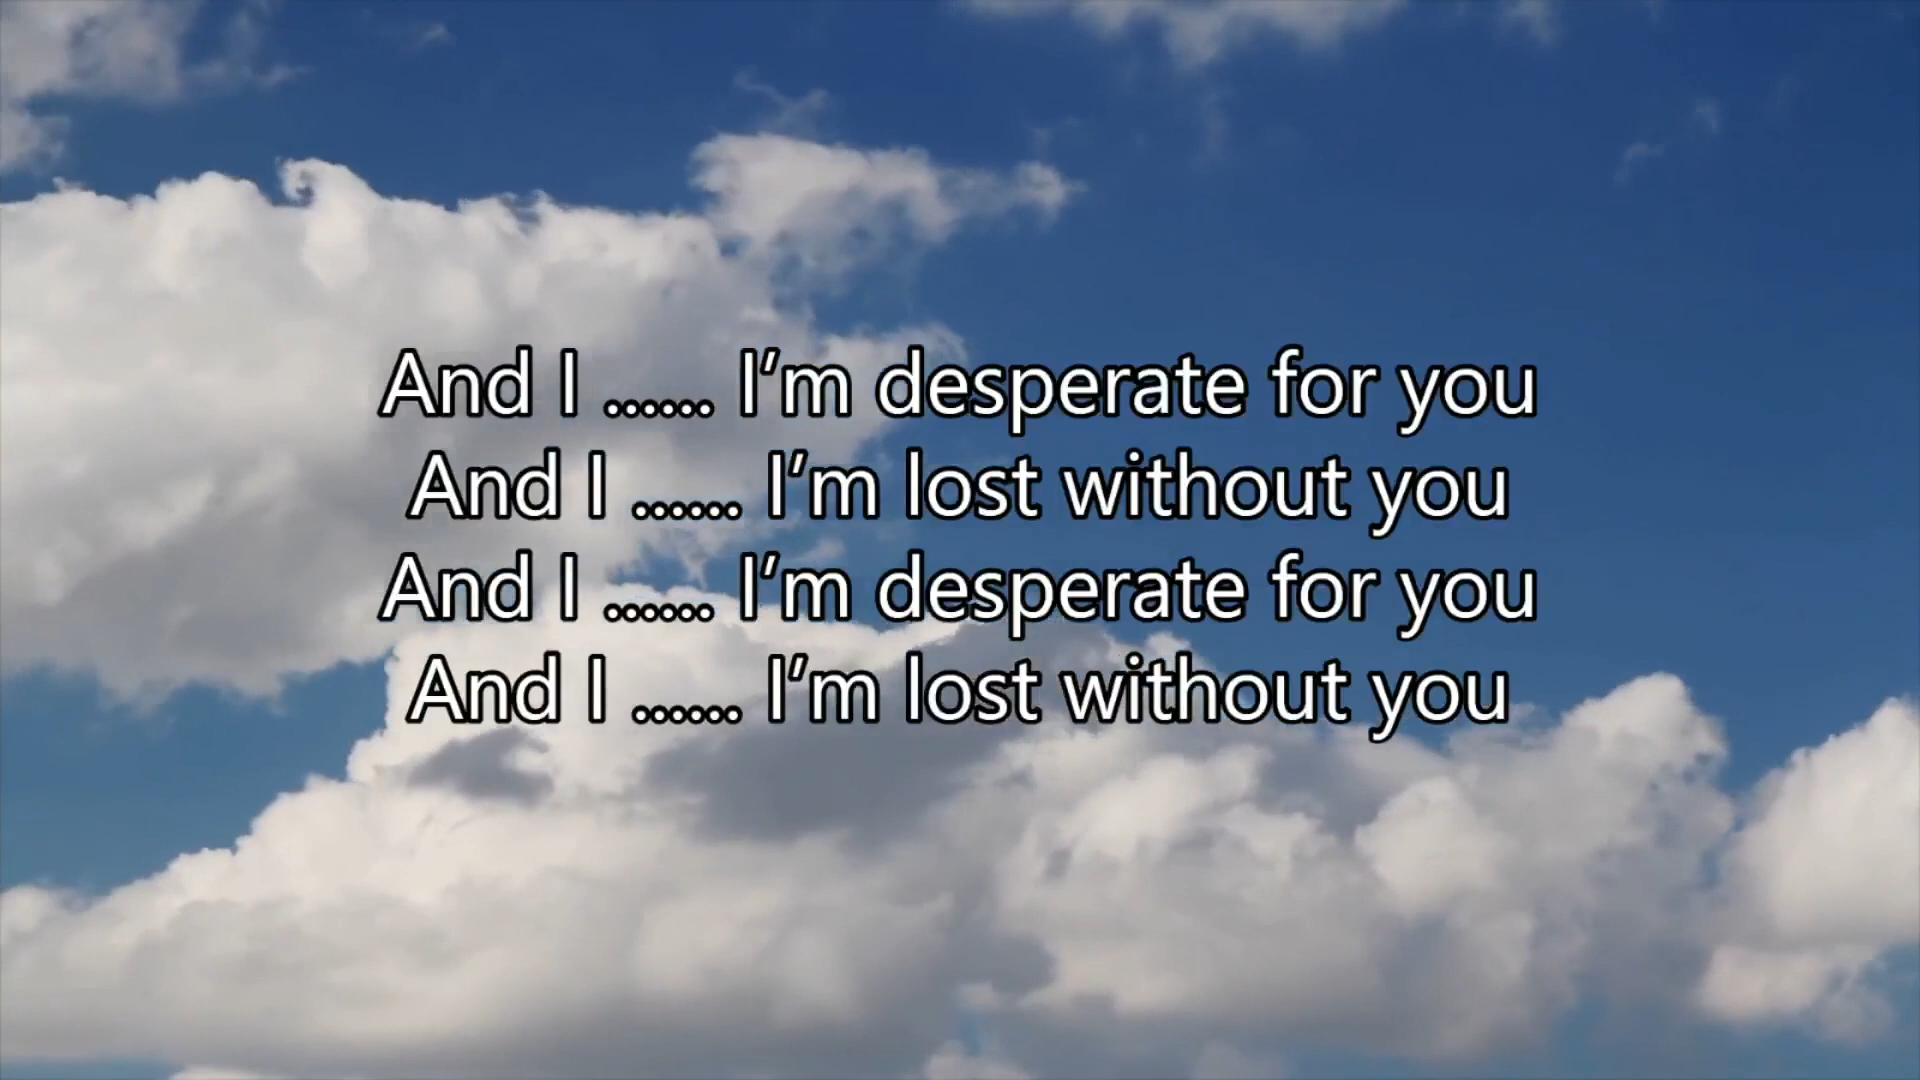 And I ...... I’m desperate for you
And I ...... I’m lost without you
And I ...... I’m desperate for you
And I ...... I’m lost without you